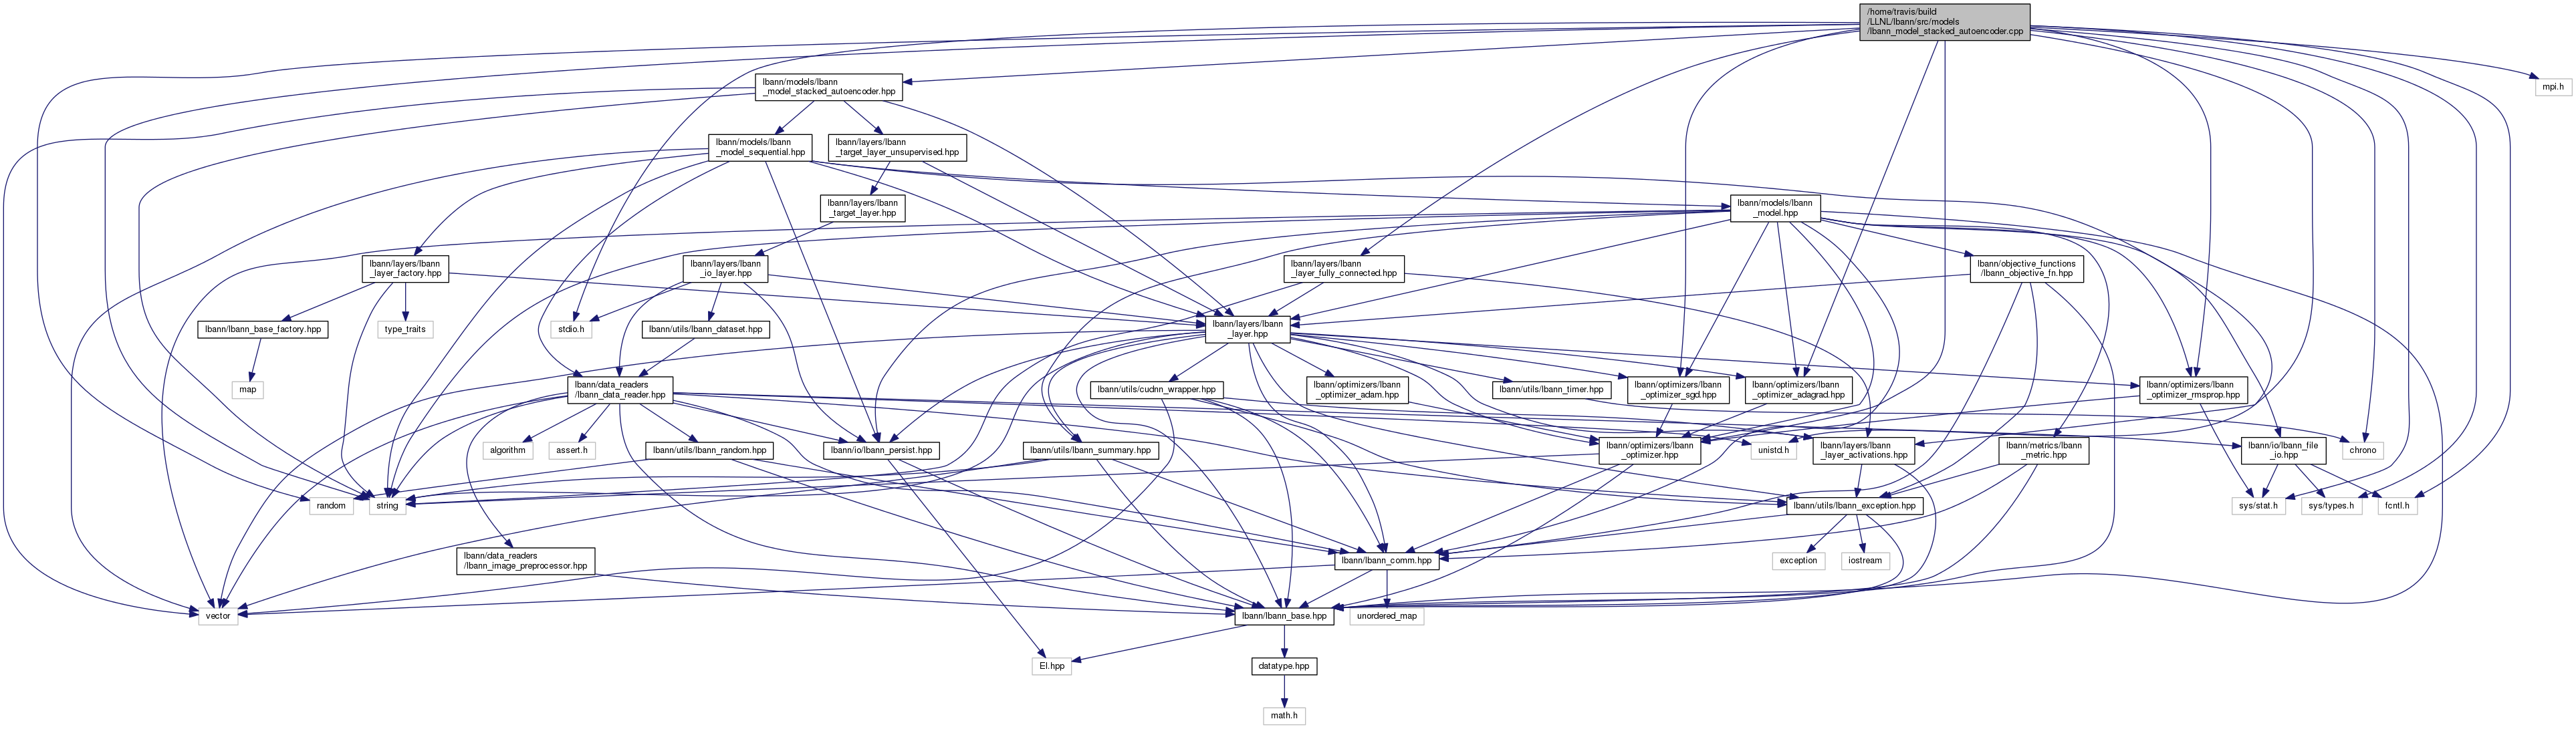 /home/travis/build
/LLNL/lbann/src/models
/lbann_model_stacked_autoencoder.cpp
lbann/models/lbann
_model_stacked_autoencoder.hpp
mpi.h
lbann/models/lbann
_model_sequential.hpp
lbann/layers/lbann
_target_layer_unsupervised.hpp
lbann/layers/lbann
_target_layer.hpp
lbann/models/lbann
_model.hpp
lbann/layers/lbann
_layer_factory.hpp
lbann/layers/lbann
_io_layer.hpp
lbann/layers/lbann
_layer_fully_connected.hpp
lbann/objective_functions
/lbann_objective_fn.hpp
lbann/lbann_base_factory.hpp
type_traits
stdio.h
lbann/utils/lbann_dataset.hpp
lbann/layers/lbann
_layer.hpp
map
lbann/data_readers
/lbann_data_reader.hpp
lbann/utils/cudnn_wrapper.hpp
lbann/optimizers/lbann
_optimizer_adam.hpp
lbann/utils/lbann_timer.hpp
lbann/optimizers/lbann
_optimizer_sgd.hpp
lbann/optimizers/lbann
_optimizer_adagrad.hpp
lbann/optimizers/lbann
_optimizer_rmsprop.hpp
algorithm
assert.h
lbann/utils/lbann_random.hpp
lbann/io/lbann_persist.hpp
lbann/utils/lbann_summary.hpp
lbann/optimizers/lbann
_optimizer.hpp
unistd.h
lbann/layers/lbann
_layer_activations.hpp
lbann/metrics/lbann
_metric.hpp
lbann/io/lbann_file
_io.hpp
chrono
random
string
lbann/utils/lbann_exception.hpp
sys/stat.h
sys/types.h
fcntl.h
lbann/data_readers
/lbann_image_preprocessor.hpp
lbann/lbann_comm.hpp
exception
iostream
vector
lbann/lbann_base.hpp
unordered_map
El.hpp
datatype.hpp
math.h